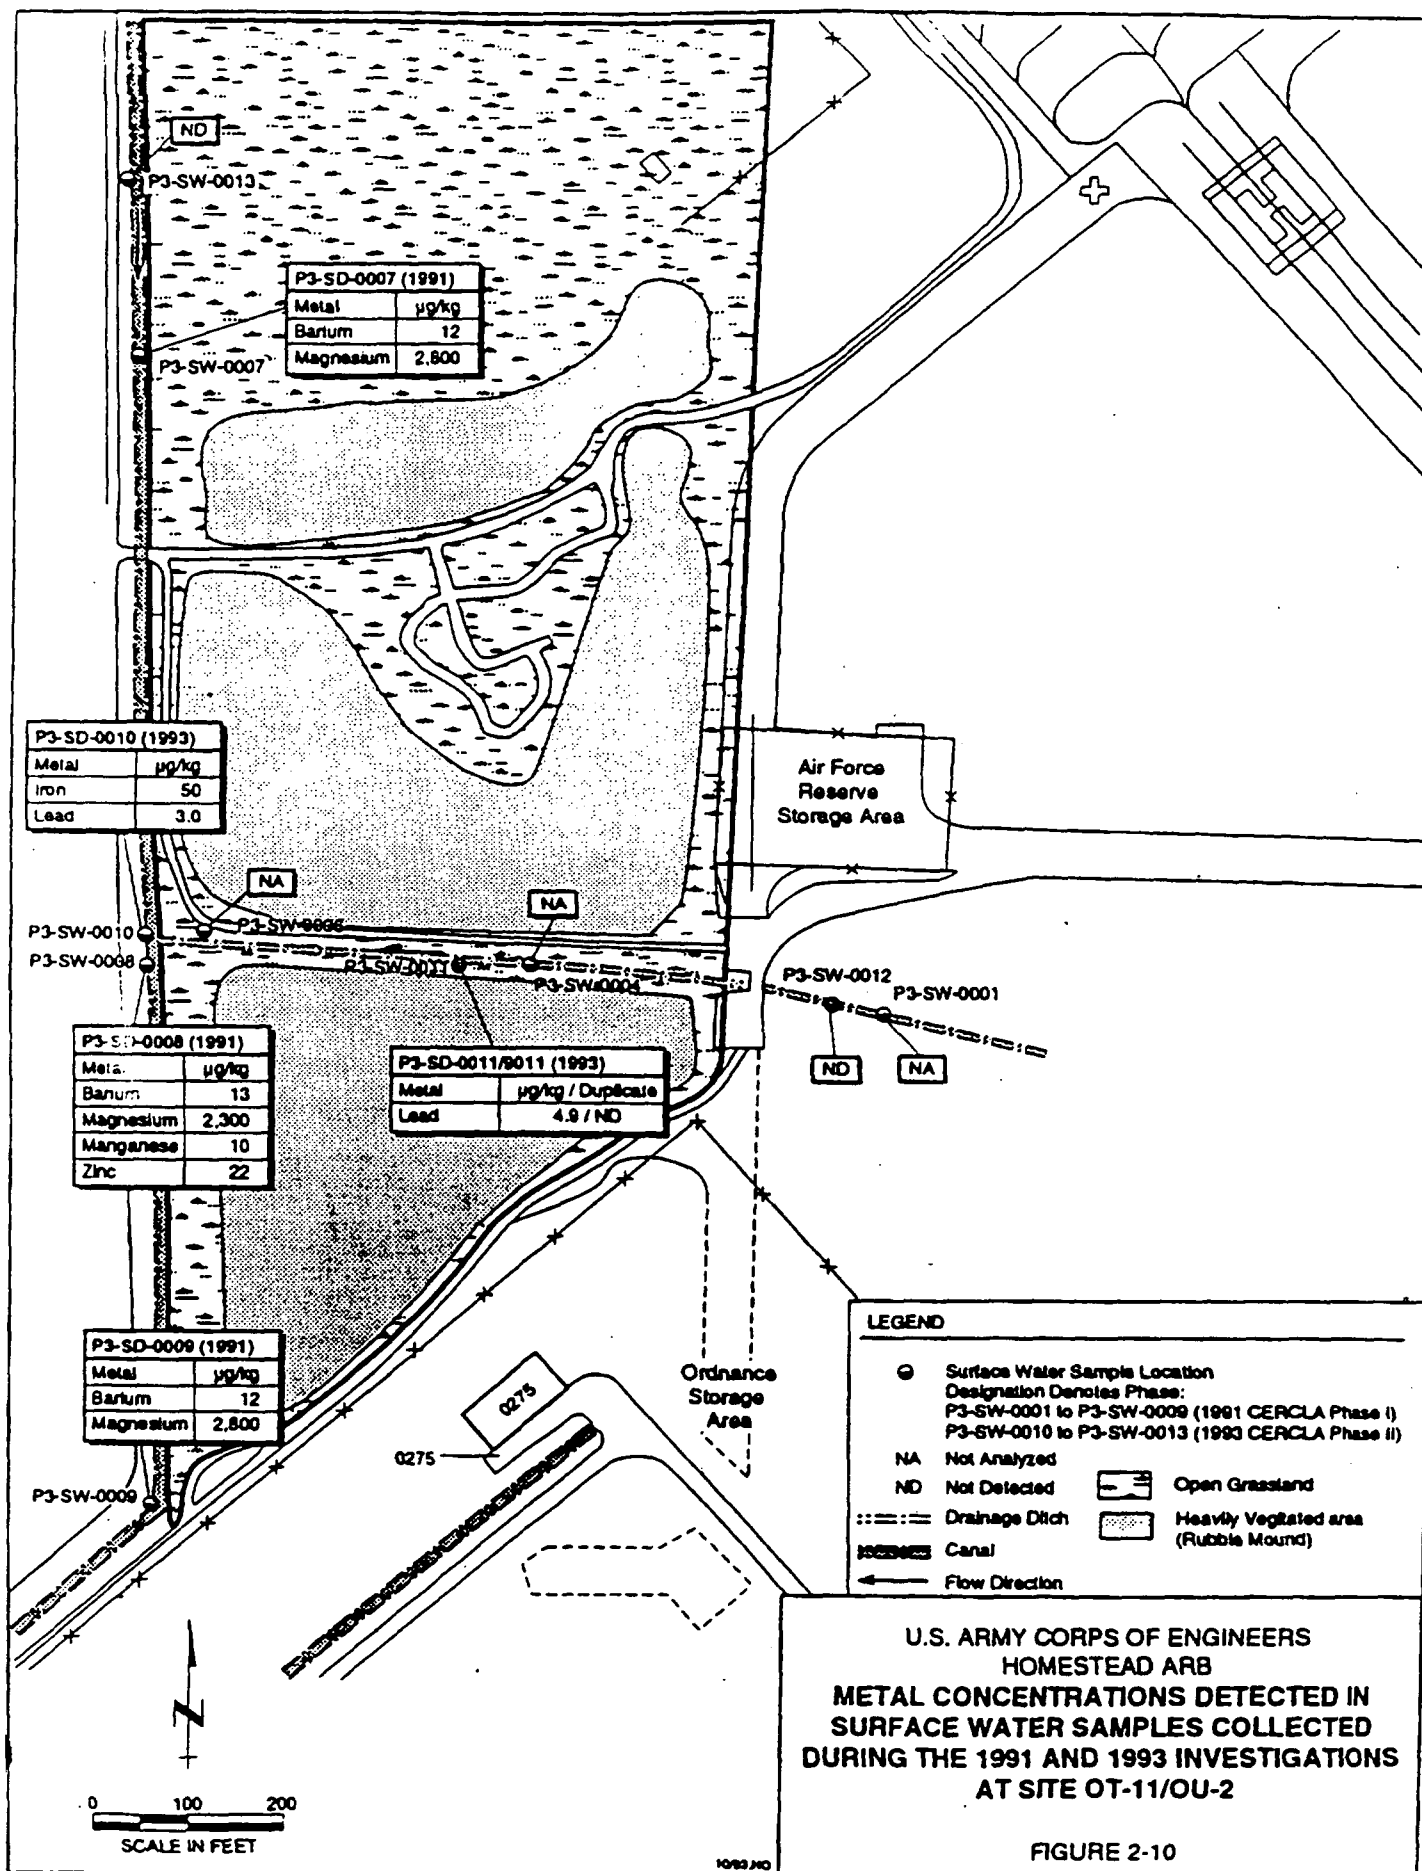 ND
P3-SW-0013
P3-SD-0007 (1991)
Metal µg/kg
Barium 12
Magnesium 2,800
P3-SW-0007
P3-SD-0010 (1993)
Metal µg/kg
Iron 50
Lead 3.0
Air Force
Reserve
Storage Area
NA
NA
P3-SW-0010
P3-SW-0008
P3-SW-0011
P3-SW-0004
P3-SW-0012
P3-SW-0001
ND
NA
P3-SD-0008 (1991)
Metal µg/kg
Barium 13
Magnesium 2,300
Manganese 10
Zinc 22
P3-SD-0011/9011 (1993)
Metal µg/kg / Duplicate
Lead 4.9 / ND
P3-SD-0009 (1991)
Metal µg/kg
Barium 12
Magnesium 2,800
P3-SW-0009
0275
0275
Ordnance
Storage
Area
LEGEND
Surface Water Sample Location
Designation Denotes Phase:
P3-SW-0001 to P3-SW-0009 (1991 CERCLA Phase I)
P3-SW-0010 to P3-SW-0013 (1993 CERCLA Phase II)
NA Not Analyzed
ND Not Detected
Open Grassland
Drainage Ditch
Heavily Vegitated area
(Rubble Mound)
Canal
Flow Direction
N
0 100 200
SCALE IN FEET
U.S. ARMY CORPS OF ENGINEERS
HOMESTEAD ARB
METAL CONCENTRATIONS DETECTED IN
SURFACE WATER SAMPLES COLLECTED
DURING THE 1991 AND 1993 INVESTIGATIONS
AT SITE OT-11/OU-2
FIGURE 2-10